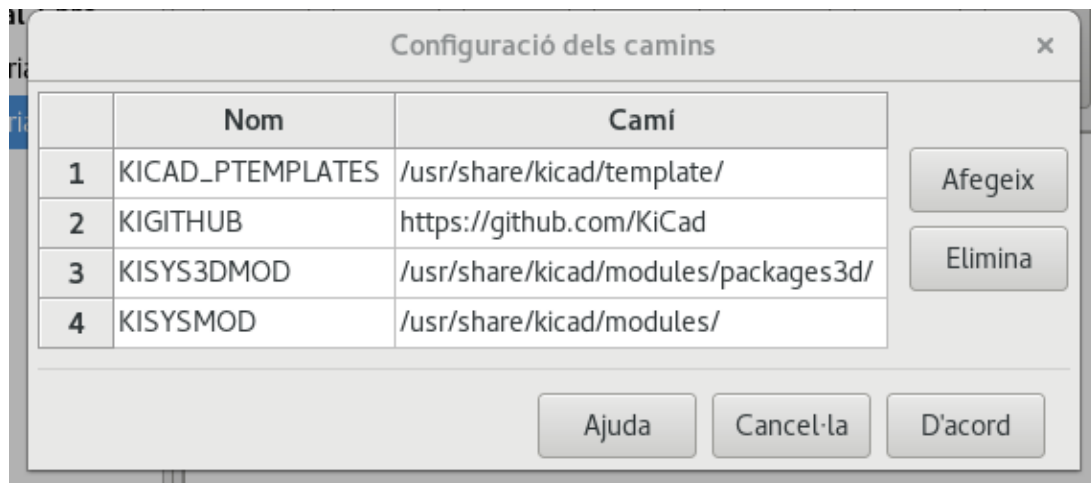 Configuració dels camins ×
Nom Camí
1 KICAD_PTEMPLATES /usr/share/kicad/template/
Afegeix
2 KIGITHUB https://github.com/KiCad
3 KISYS3DMOD /usr/share/kicad/modules/packages3d/
Elimina
4 KISYSMOD /usr/share/kicad/modules/
Ajuda Cancel·la D'acord